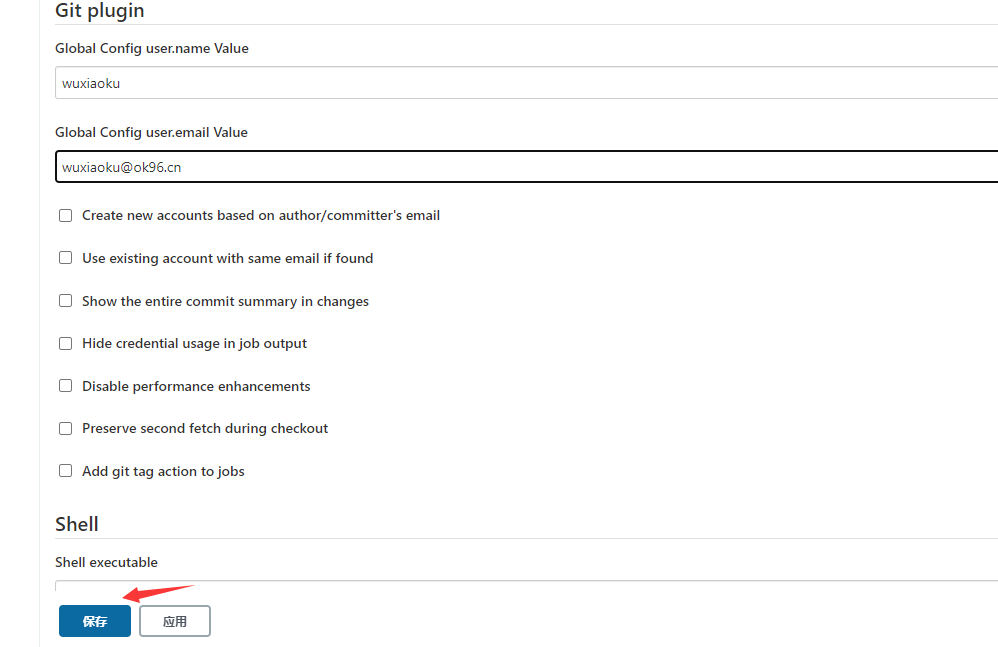 Git plugin
Global Config user.name Value
wuxiaoku
Global Config user.email Value
wuxiaoku@ok96.cn
Create new accounts based on author/committer's email
Use existing account with same email if found
Show the entire commit summary in changes
Hide credential usage in job output
Disable performance enhancements
Preserve second fetch during checkout
Add git tag action to jobs
Shell
Shell executable
保存 应用